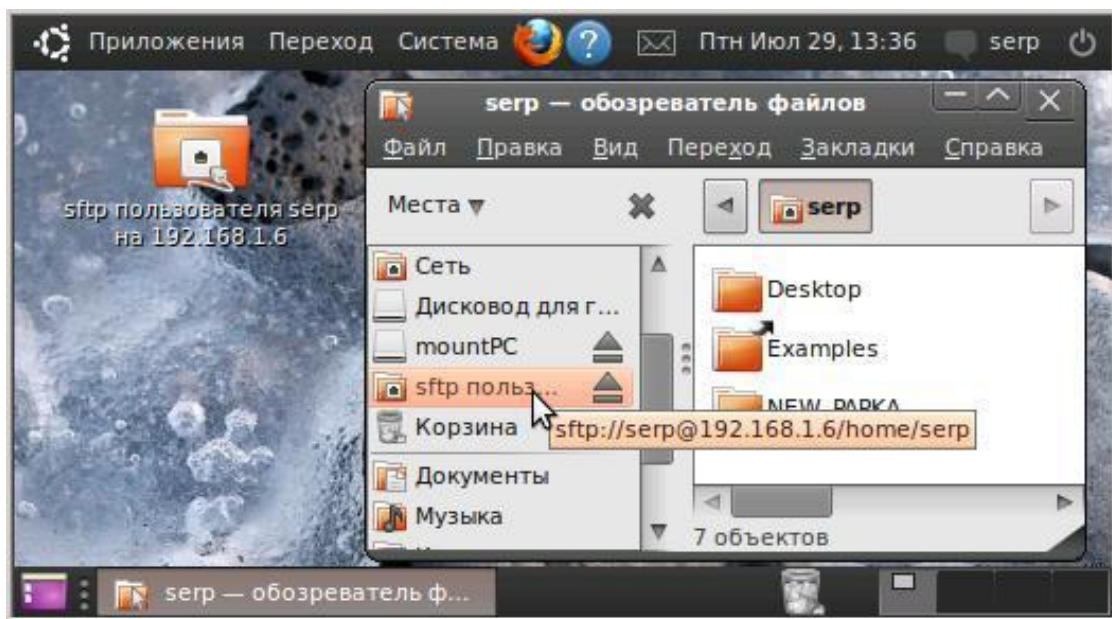 Приложения Переход Система ? Птн Июл 29, 13:36 serp
sftp пользователя serp
на 192.168.1.6
serp — обозреватель файлов
Файл Правка Вид Переход Закладки Справка
Места
serp
Сеть
Дисковод для г...
mountPC
sftp польз...
Корзина
Документы
Музыка
Desktop
Examples
NEW_PAPKA
sftp://serp@192.168.1.6/home/serp
7 объектов
serp — обозреватель ф...